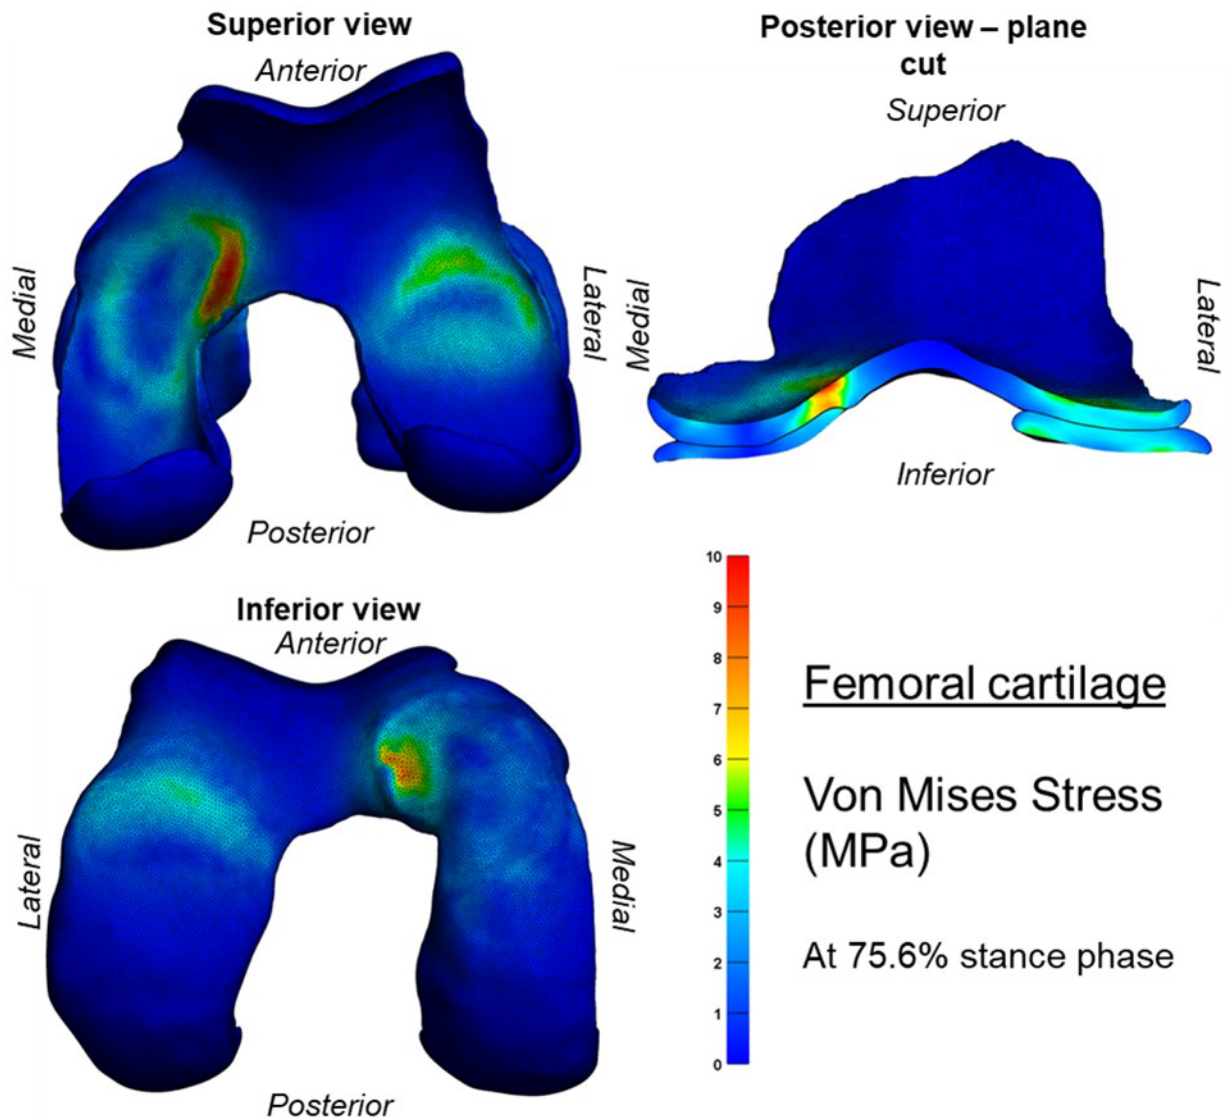 Superior view
Anterior
Medial
Lateral
Posterior
Posterior view – plane
cut
Superior
Medial
Lateral
Inferior
Inferior view
Anterior
Lateral
Medial
Posterior
10
9
8
7
6
5
4
3
2
1
0
Femoral cartilage
Von Mises Stress
(MPa)
At 75.6% stance phase